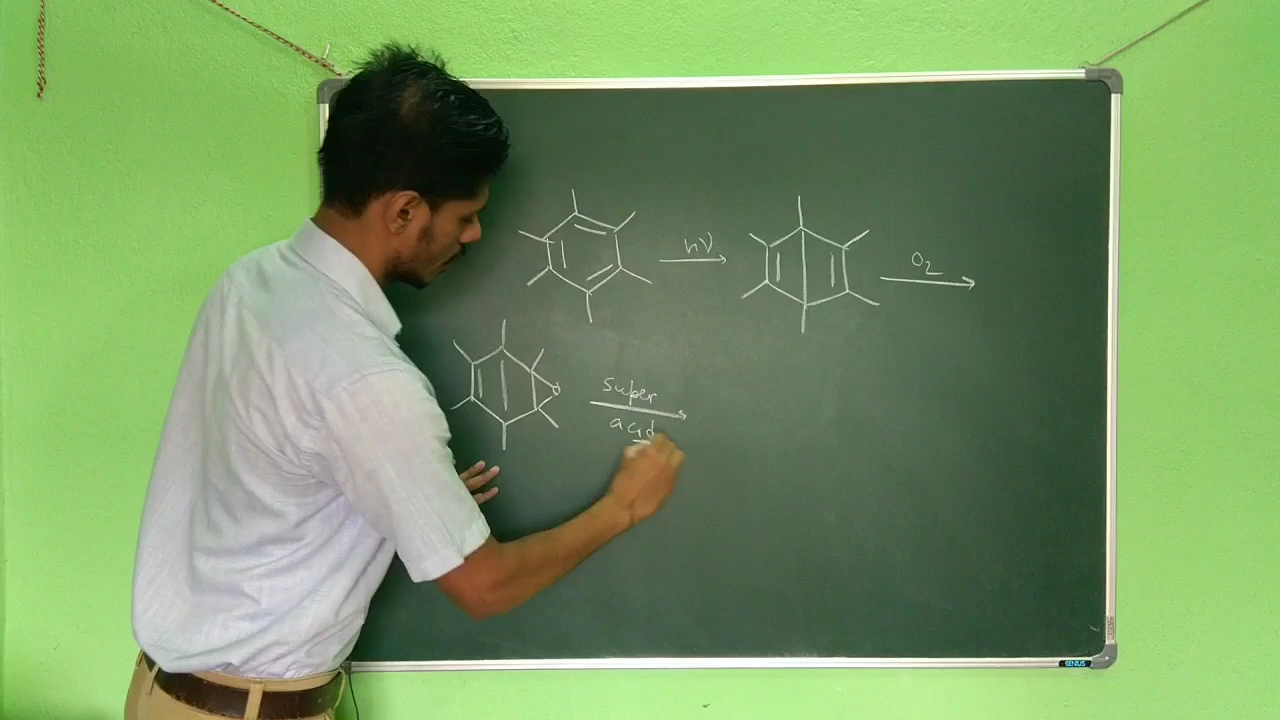 hν
O2
O
Super
acid
GENIUS